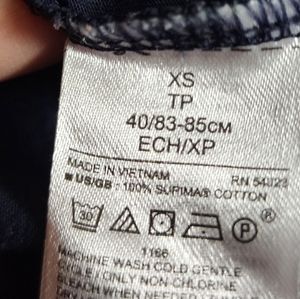 XS
TP
40/83-85CM
ECH/XP
MADE IN VIETNAM
RN 54023
US/GB: 100% SUPIMA® COTTON
30
P
1166
MACHINE WASH COLD GENTLE
CYCLE ONLY NON-CHLORINE
BLEACH WHEN NEEDED